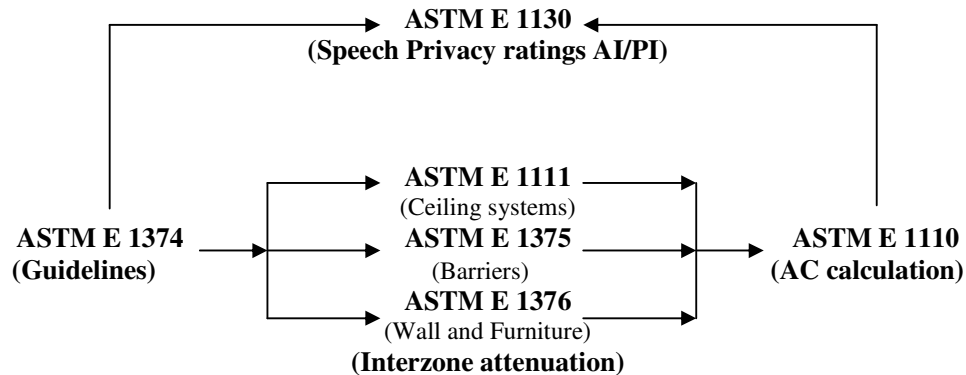 ASTM E 1130
(Speech Privacy ratings AI/PI)
ASTM E 1111
(Ceiling systems)
ASTM E 1374
(Guidelines)
ASTM E 1375
(Barriers)
ASTM E 1110
(AC calculation)
ASTM E 1376
(Wall and Furniture)
(Interzone attenuation)